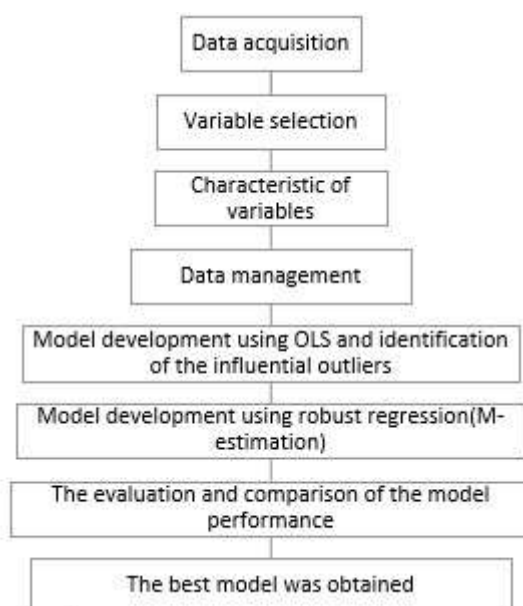 Data acquisition
Variable selection
Characteristic of
variables
Data management
Model development using OLS and identification
of the influential outliers
Model development using robust regression(M-
estimation)
The evaluation and comparison of the model
performance
The best model was obtained